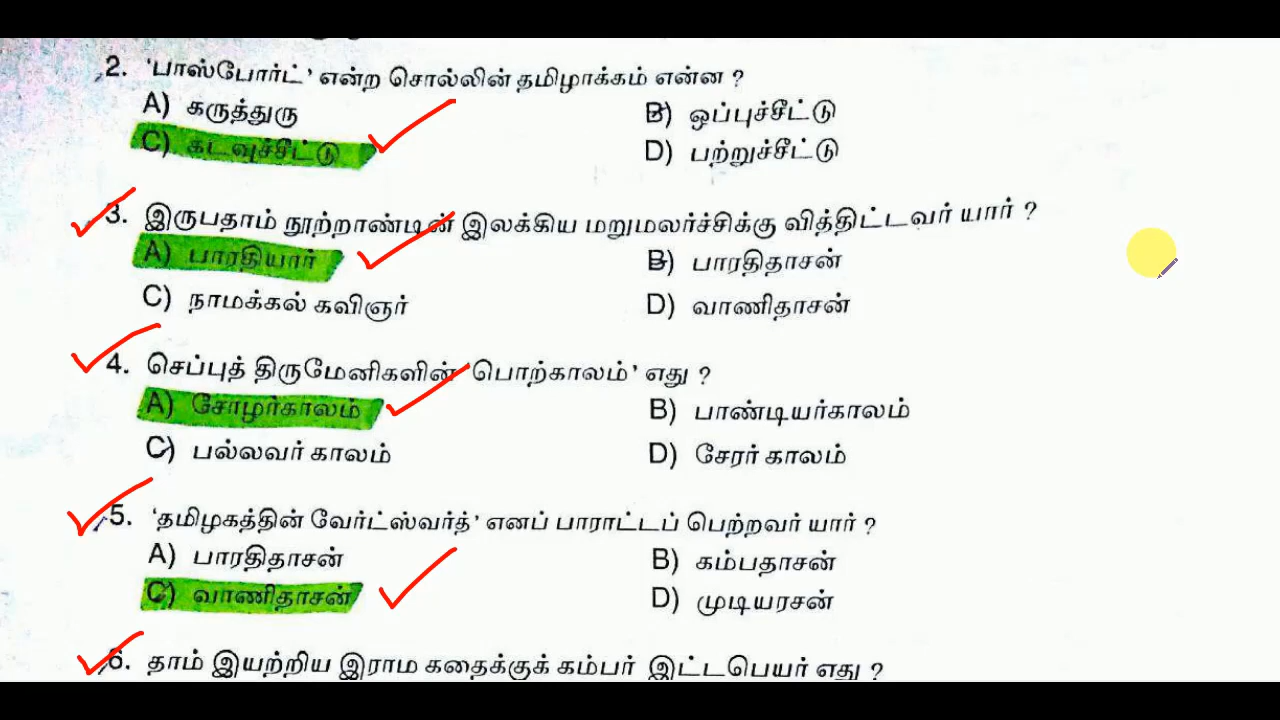 2. 'பாஸ்போர்ட்' என்ற சொல்லின் தமிழாக்கம் என்ன ?
A) கருத்துரு B) ஒப்புச்சீட்டு
C) கடவுச்சீட்டு D) பற்றுச்சீட்டு
3. இருபதாம் நூற்றாண்டின் இலக்கிய மறுமலர்ச்சிக்கு வித்திட்டவர் யார் ?
A) பாரதியார் B) பாரதிதாசன்
C) நாமக்கல் கவிஞர் D) வாணிதாசன்
4. செப்புத் திருமேனிகளின் 'பொற்காலம்' எது ?
A) சோழர்காலம் B) பாண்டியர்காலம்
C) பல்லவர் காலம் D) சேரர் காலம்
5. 'தமிழகத்தின் வேர்ட்ஸ்வர்த்' எனப் பாராட்டப் பெற்றவர் யார் ?
A) பாரதிதாசன் B) கம்பதாசன்
C) வாணிதாசன் D) முடியரசன்
6. தாம் இயற்றிய இராம கதைக்குக் கம்பர் இட்டபெயர் எது ?